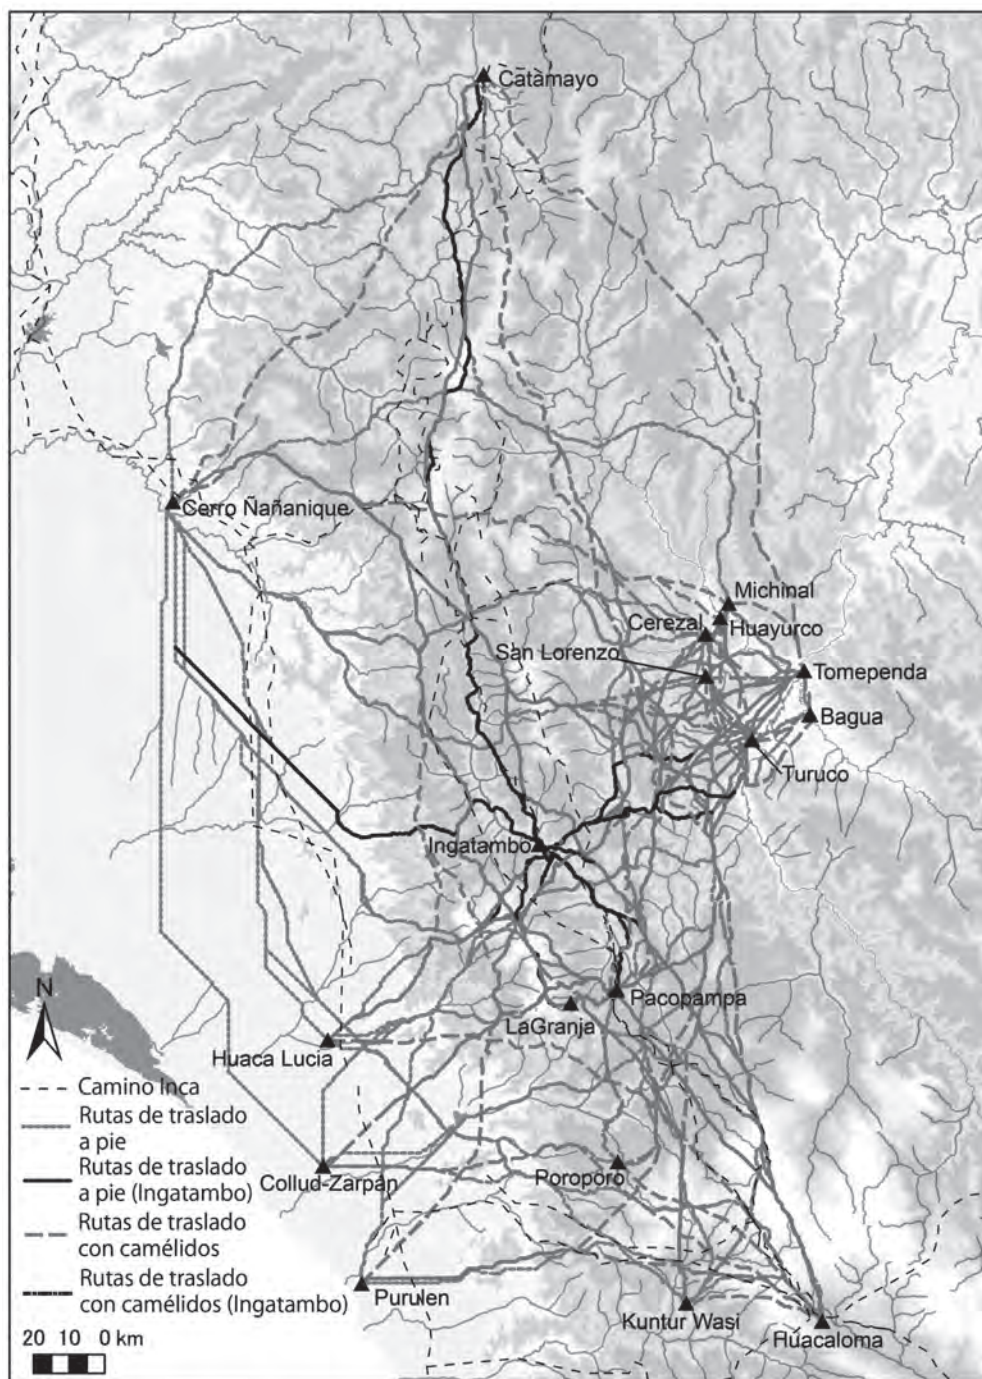 Catamayo
Cerro Ñañanique
Michinal
Cerezal
Huayurco
San Lorenzo
Tomependa
Bagua
Turuco
Ingatambo
N
Pacopampa
LaGranja
Huaca Lucia
Camino Inca
Rutas de traslado
a pie
Rutas de traslado
a pie (Ingatambo)
Collud-Zarpán
Poroporo
Rutas de traslado
con camélidos
Rutas de traslado
con camélidos (Ingatambo)
Purulen
Kuntur Wasi
Huacaloma
20 10 0 km